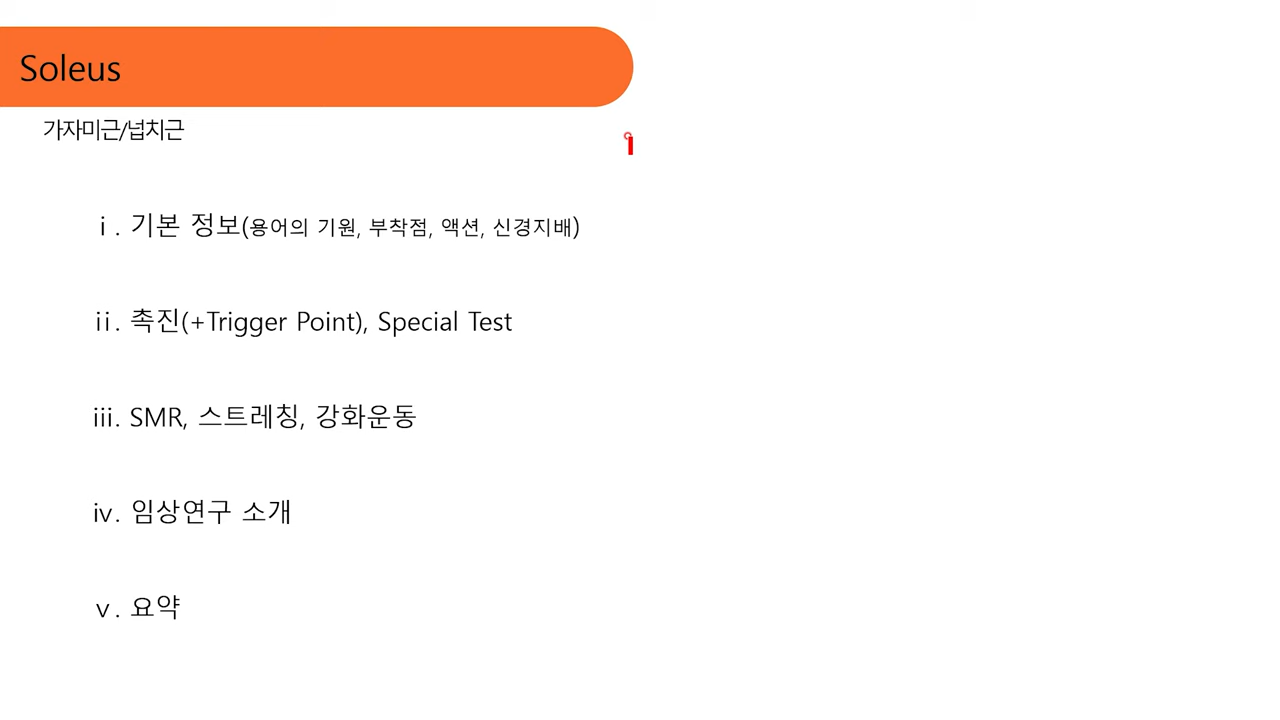 Soleus
가자미근/넙치근
ⅰ. 기본 정보(용어의 기원, 부착점, 액션, 신경지배)
ⅱ. 촉진(+Trigger Point), Special Test
ⅲ. SMR, 스트레칭, 강화운동
ⅳ. 임상연구 소개
ⅴ. 요약